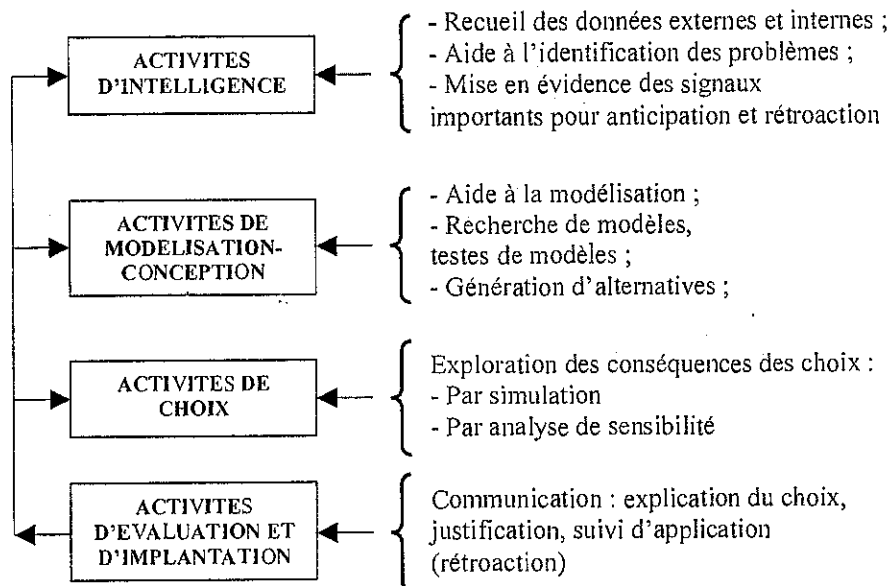 ACTIVITES
D'INTELLIGENCE
- Recueil des données externes et internes ;
- Aide à l'identification des problèmes ;
- Mise en évidence des signaux
importants pour anticipation et rétroaction
ACTIVITES DE
MODELISATION-
CONCEPTION
- Aide à la modélisation ;
- Recherche de modèles,
testes de modèles ;
- Génération d'alternatives ;
ACTIVITES DE
CHOIX
Exploration des conséquences des choix :
- Par simulation
- Par analyse de sensibilité
ACTIVITES
D'EVALUATION ET
D'IMPLANTATION
Communication : explication du choix,
justification, suivi d'application
(rétroaction)